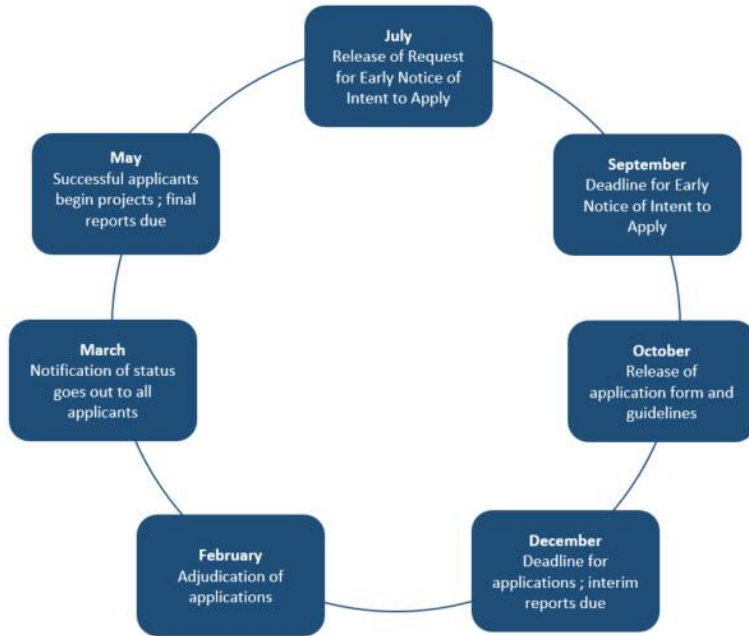 July
Release of Request
for Early Notice of
Intent to Apply
September
Deadline for Early
Notice of Intent to
Apply
October
Release of
application form and
guidelines
December
Deadline for
applications ; interim
reports due
February
Adjudication of
applications
March
Notification of status
goes out to all
applicants
May
Successful applicants
begin projects ; final
reports due